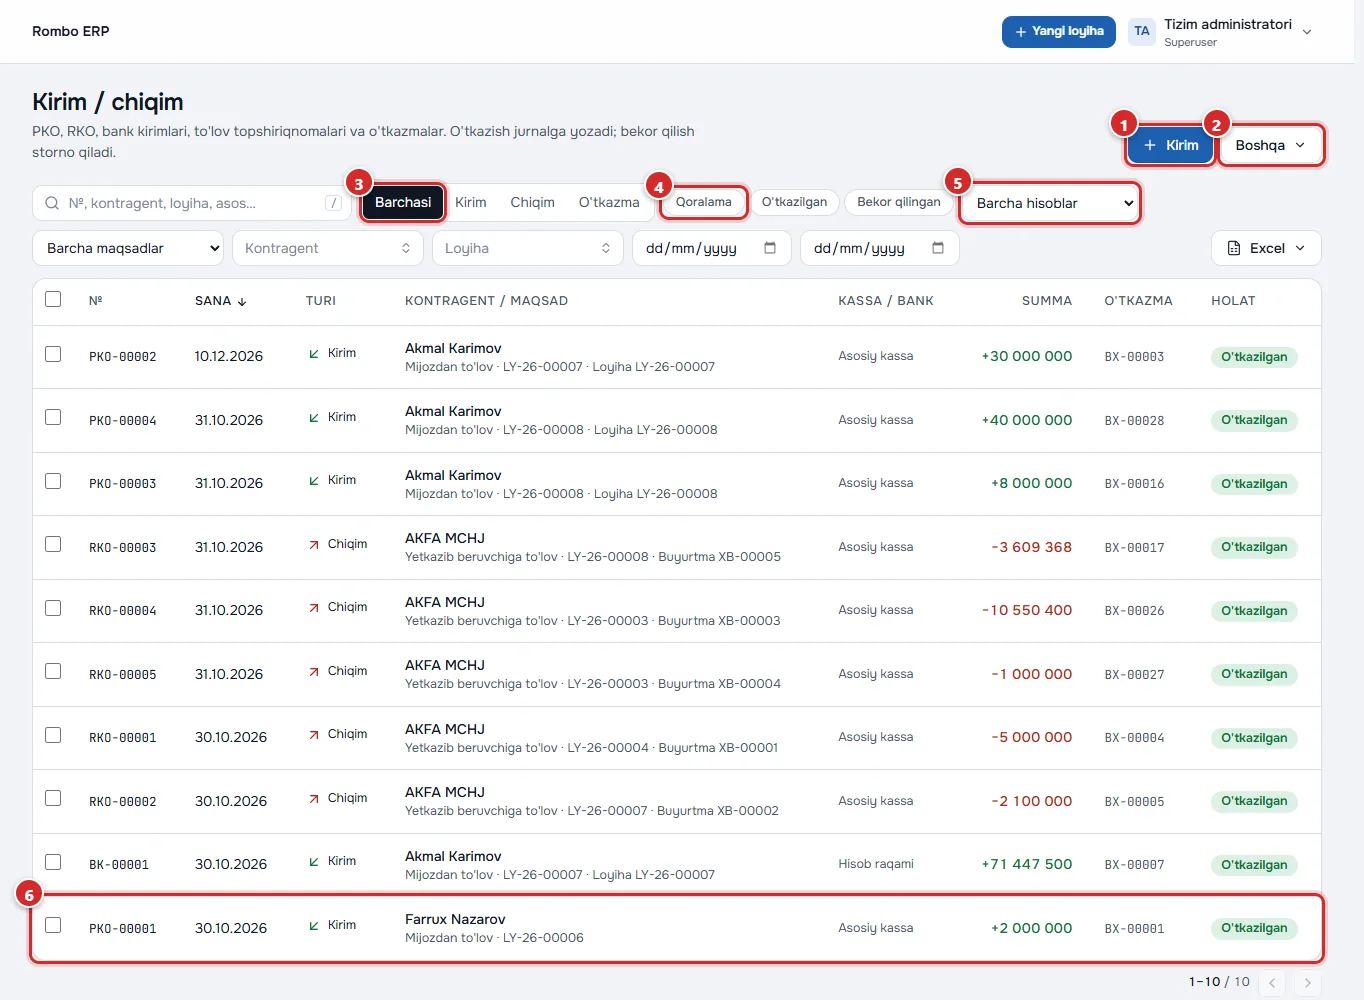 Rombo ERP
+ Yangi loyiha
TA
Tizim administratori
Superuser
Kirim / chiqim
PKO, RKO, bank kirimlari, to'lov topshiriqnomalari va o'tkazmalar. O'tkazish jurnalga yozadi; bekor qilish
storno qiladi.
1
+ Kirim
2
Boshqa
Nº, kontragent, loyiha, asos... /
3
Barchasi Kirim Chiqim O'tkazma
4
Qoralama O'tkazilgan Bekor qilingan
5
Barcha hisoblar
Barcha maqsadlar Kontragent Loyiha dd/mm/yyyy dd/mm/yyyy Excel
Nº SANA ↓ TURI KONTRAGENT / MAQSAD KASSA / BANK SUMMA O'TKAZMA HOLAT
PKO-00002 10.12.2026 Kirim Akmal Karimov Asosiy kassa +30 000 000 BX-00003 O'tkazilgan
Mijozdan to'lov · LY-26-00007 · Loyiha LY-26-00007
PKO-00004 31.10.2026 Kirim Akmal Karimov Asosiy kassa +40 000 000 BX-00028 O'tkazilgan
Mijozdan to'lov · LY-26-00008 · Loyiha LY-26-00008
PKO-00003 31.10.2026 Kirim Akmal Karimov Asosiy kassa +8 000 000 BX-00016 O'tkazilgan
Mijozdan to'lov · LY-26-00008 · Loyiha LY-26-00008
RKO-00003 31.10.2026 Chiqim AKFA MCHJ Asosiy kassa -3 609 368 BX-00017 O'tkazilgan
Yetkazib beruvchiga to'lov · LY-26-00008 · Buyurtma XB-00005
RKO-00004 31.10.2026 Chiqim AKFA MCHJ Asosiy kassa -10 550 400 BX-00026 O'tkazilgan
Yetkazib beruvchiga to'lov · LY-26-00003 · Buyurtma XB-00003
RKO-00005 31.10.2026 Chiqim AKFA MCHJ Asosiy kassa -1 000 000 BX-00027 O'tkazilgan
Yetkazib beruvchiga to'lov · LY-26-00003 · Buyurtma XB-00004
RKO-00001 30.10.2026 Chiqim AKFA MCHJ Asosiy kassa -5 000 000 BX-00004 O'tkazilgan
Yetkazib beruvchiga to'lov · LY-26-00004 · Buyurtma XB-00001
RKO-00002 30.10.2026 Chiqim AKFA MCHJ Asosiy kassa -2 100 000 BX-00005 O'tkazilgan
Yetkazib beruvchiga to'lov · LY-26-00007 · Buyurtma XB-00002
BK-00001 30.10.2026 Kirim Akmal Karimov Hisob raqami +71 447 500 BX-00007 O'tkazilgan
Mijozdan to'lov · LY-26-00007 · Loyiha LY-26-00007
6
PKO-00001 30.10.2026 Kirim Farrux Nazarov Asosiy kassa +2 000 000 BX-00001 O'tkazilgan
Mijozdan to'lov · LY-26-00006
1–10 / 10